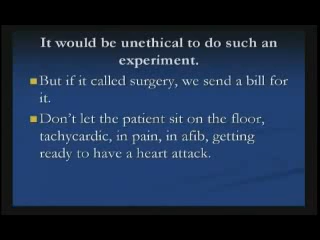 It would be unethical to do such an
experiment.
But if it called surgery, we send a bill for
it.
Don't let the patient sit on the floor,
tachycardic, in pain, in afib, getting
ready to have a heart attack.